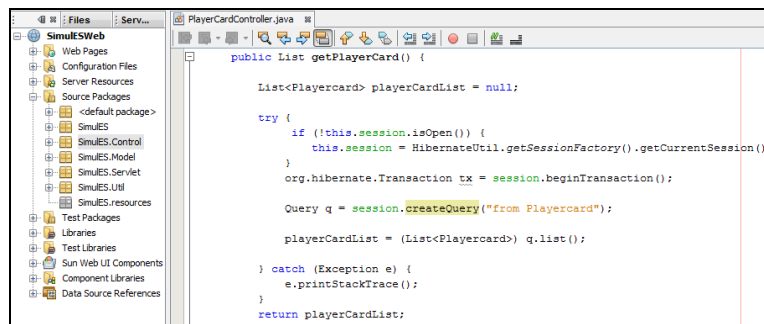 Files
Serv...
SimulESWeb
Web Pages
Configuration Files
Server Resources
Source Packages
<default package>
SimulES
SimulES.Control
SimulES.Model
SimulES.Servlet
SimulES.Util
SimulES.resources
Test Packages
Libraries
Test Libraries
Sun Web UI Components
Component Libraries
Data Source References
PlayerCardController.java
public List getPlayerCard() {
List<Playercard> playerCardList = null;
try {
if (!this.session.isOpen()) {
this.session = HibernateUtil.getSessionFactory().getCurrentSession()
}
org.hibernate.Transaction tx = session.beginTransaction();
Query q = session.createQuery("from Playercard");
playerCardList = (List<Playercard>) q.list();
} catch (Exception e) {
e.printStackTrace();
}
return playerCardList;